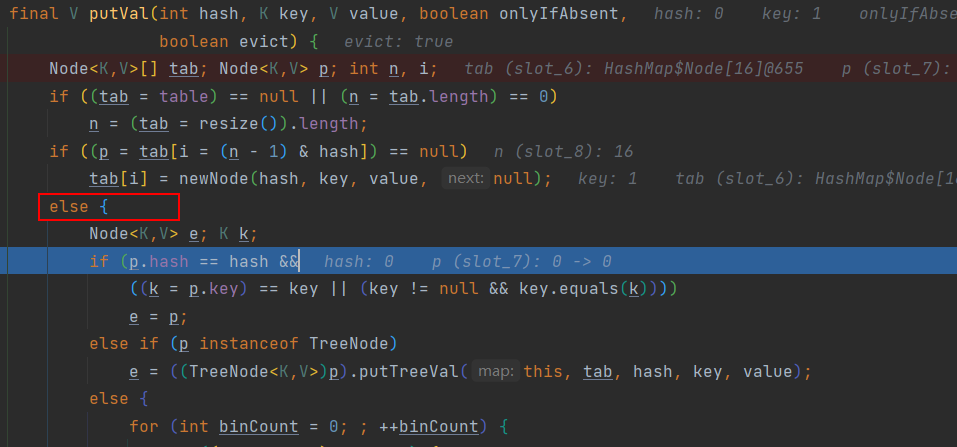 final V putVal(int hash, K key, V value, boolean onlyIfAbsent,   hash: 0   key: 1   onlyIfAbse
boolean evict) {   evict: true
Node<K,V>[] tab; Node<K,V> p; int n, i;   tab (slot_6): HashMap$Node[16]@655   p (slot_7):
if ((tab = table) == null || (n = tab.length) == 0)
n = (tab = resize()).length;
if ((p = tab[i = (n - 1) & hash]) == null)   n (slot_8): 16
tab[i] = newNode(hash, key, value, next: null);   key: 1   tab (slot_6): HashMap$Node[16
else {
Node<K,V> e; K k;
if (p.hash == hash &&   hash: 0   p (slot_7): 0 -> 0
((k = p.key) == key || (key != null && key.equals(k))))
e = p;
else if (p instanceof TreeNode)
e = ((TreeNode<K,V>)p).putTreeVal( map: this, tab, hash, key, value);
else {
for (int binCount = 0; ; ++binCount) {